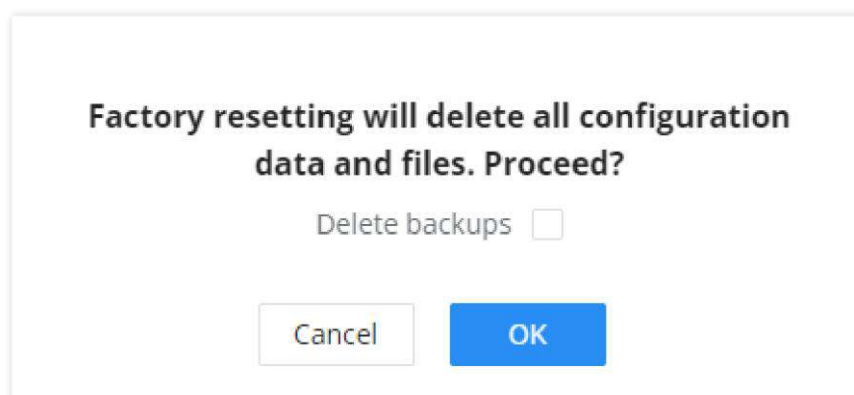 Factory resetting will delete all configuration
data and files. Proceed?
Delete backups
Cancel
OK